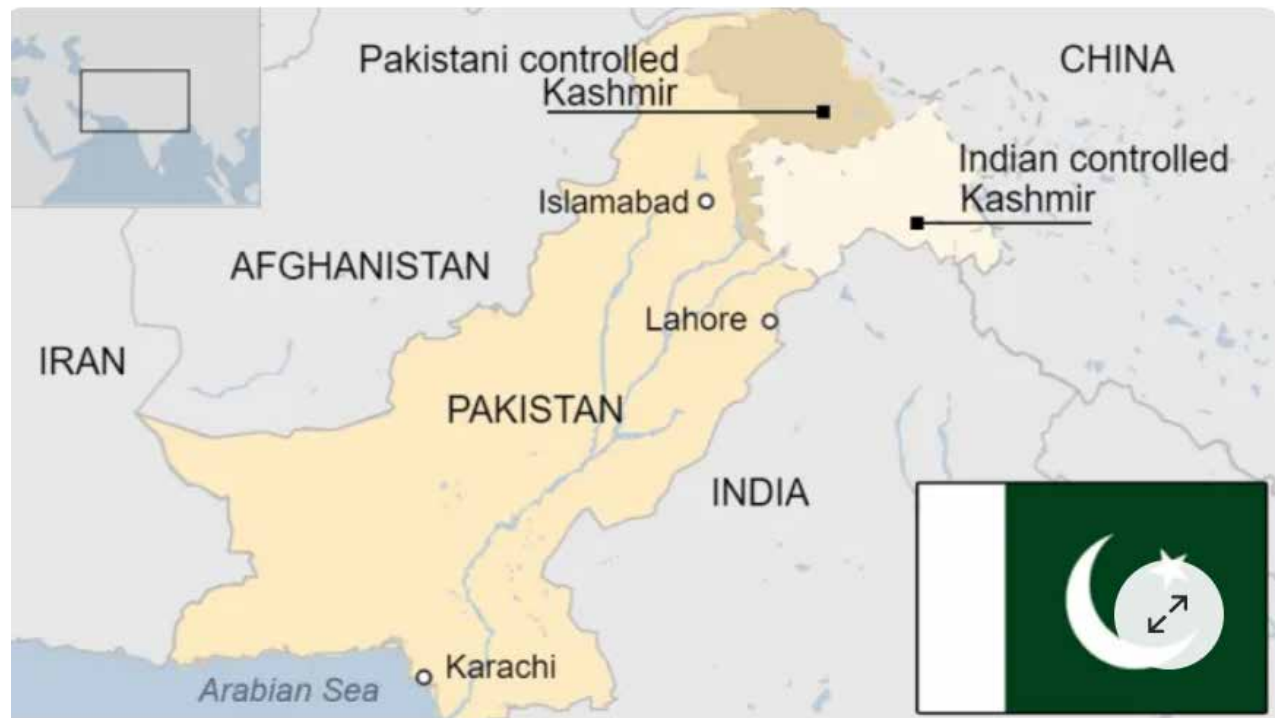 Pakistani controlled
Kashmir
CHINA
Indian controlled
Kashmir
Islamabad
AFGHANISTAN
Lahore
IRAN
PAKISTAN
INDIA
Karachi
Arabian Sea